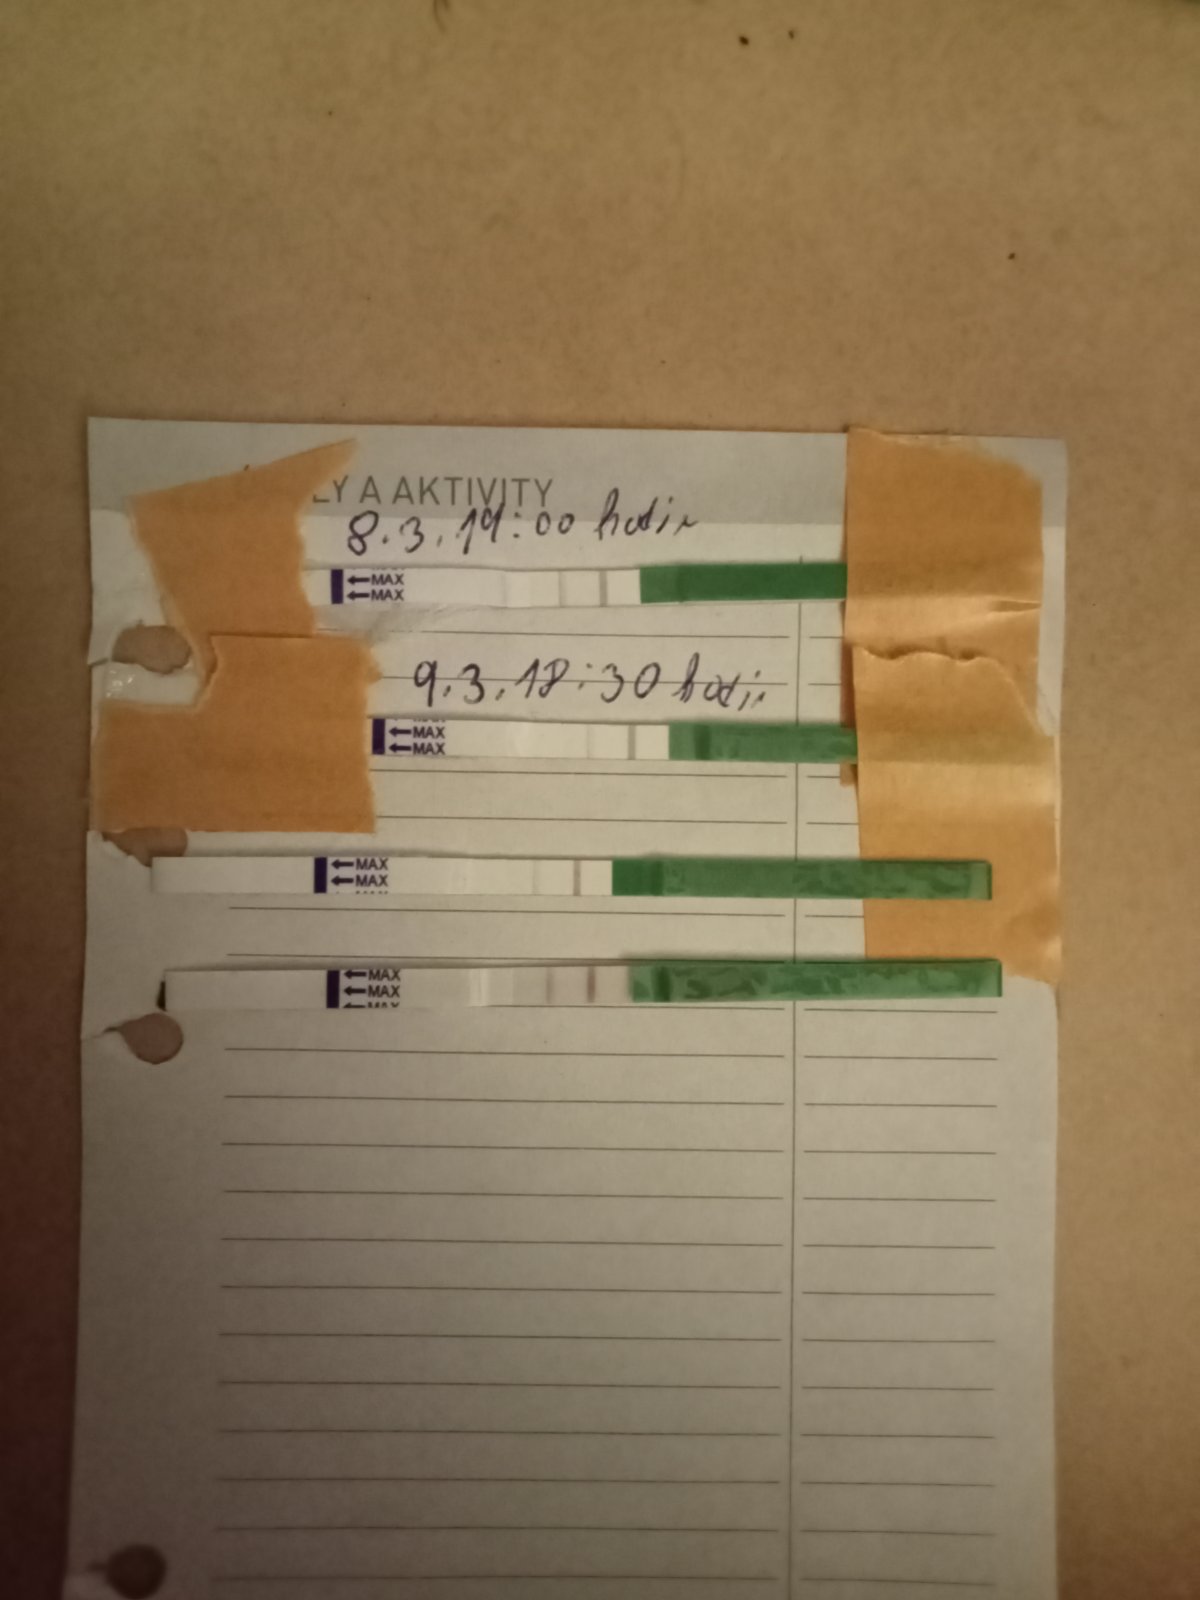 LY A AKTIVITY
8.3.19:00 hodin
←MAX
←MAX
9.3.18:30 hodin
←MAX
←MAX
←MAX
←MAX
←MAX
←MAX